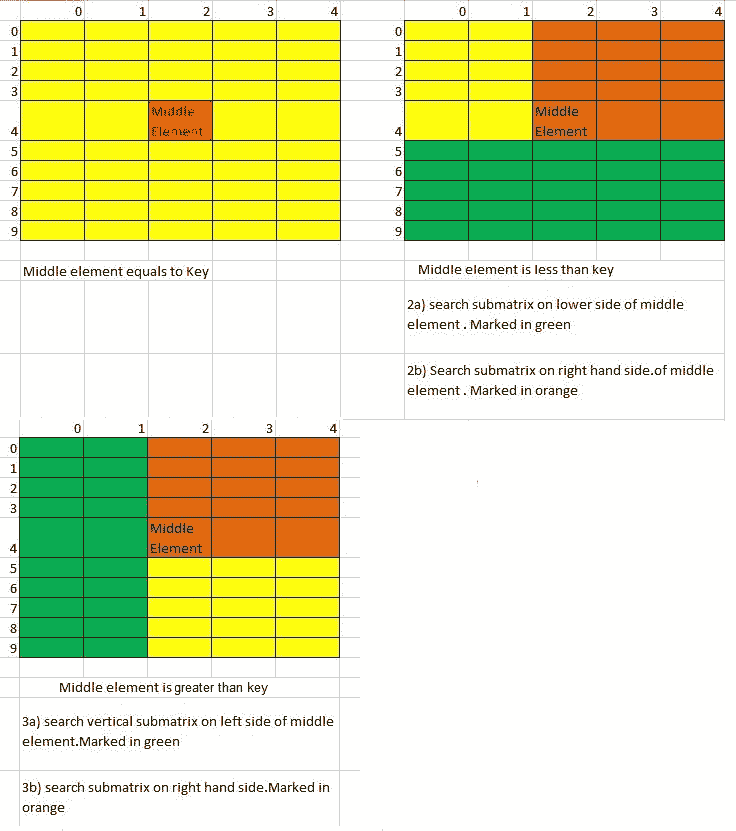 0 1 2 3 4
0
1
2
3
Middle
4 Element
5
6
7
8
9
Middle element equals to Key
0 1 2 3 4
0
1
2
3
Middle
4 Element
5
6
7
8
9
Middle element is less than key
2a) search submatrix on lower side of middle
element . Marked in green
2b) Search submatrix on right hand side.of middle
element . Marked in orange
0 1 2 3 4
0
1
2
3
Middle
4 Element
5
6
7
8
9
Middle element is greater than key
3a) search vertical submatrix on left side of middle
element.Marked in green
3b) search submatrix on right hand side.Marked in
orange